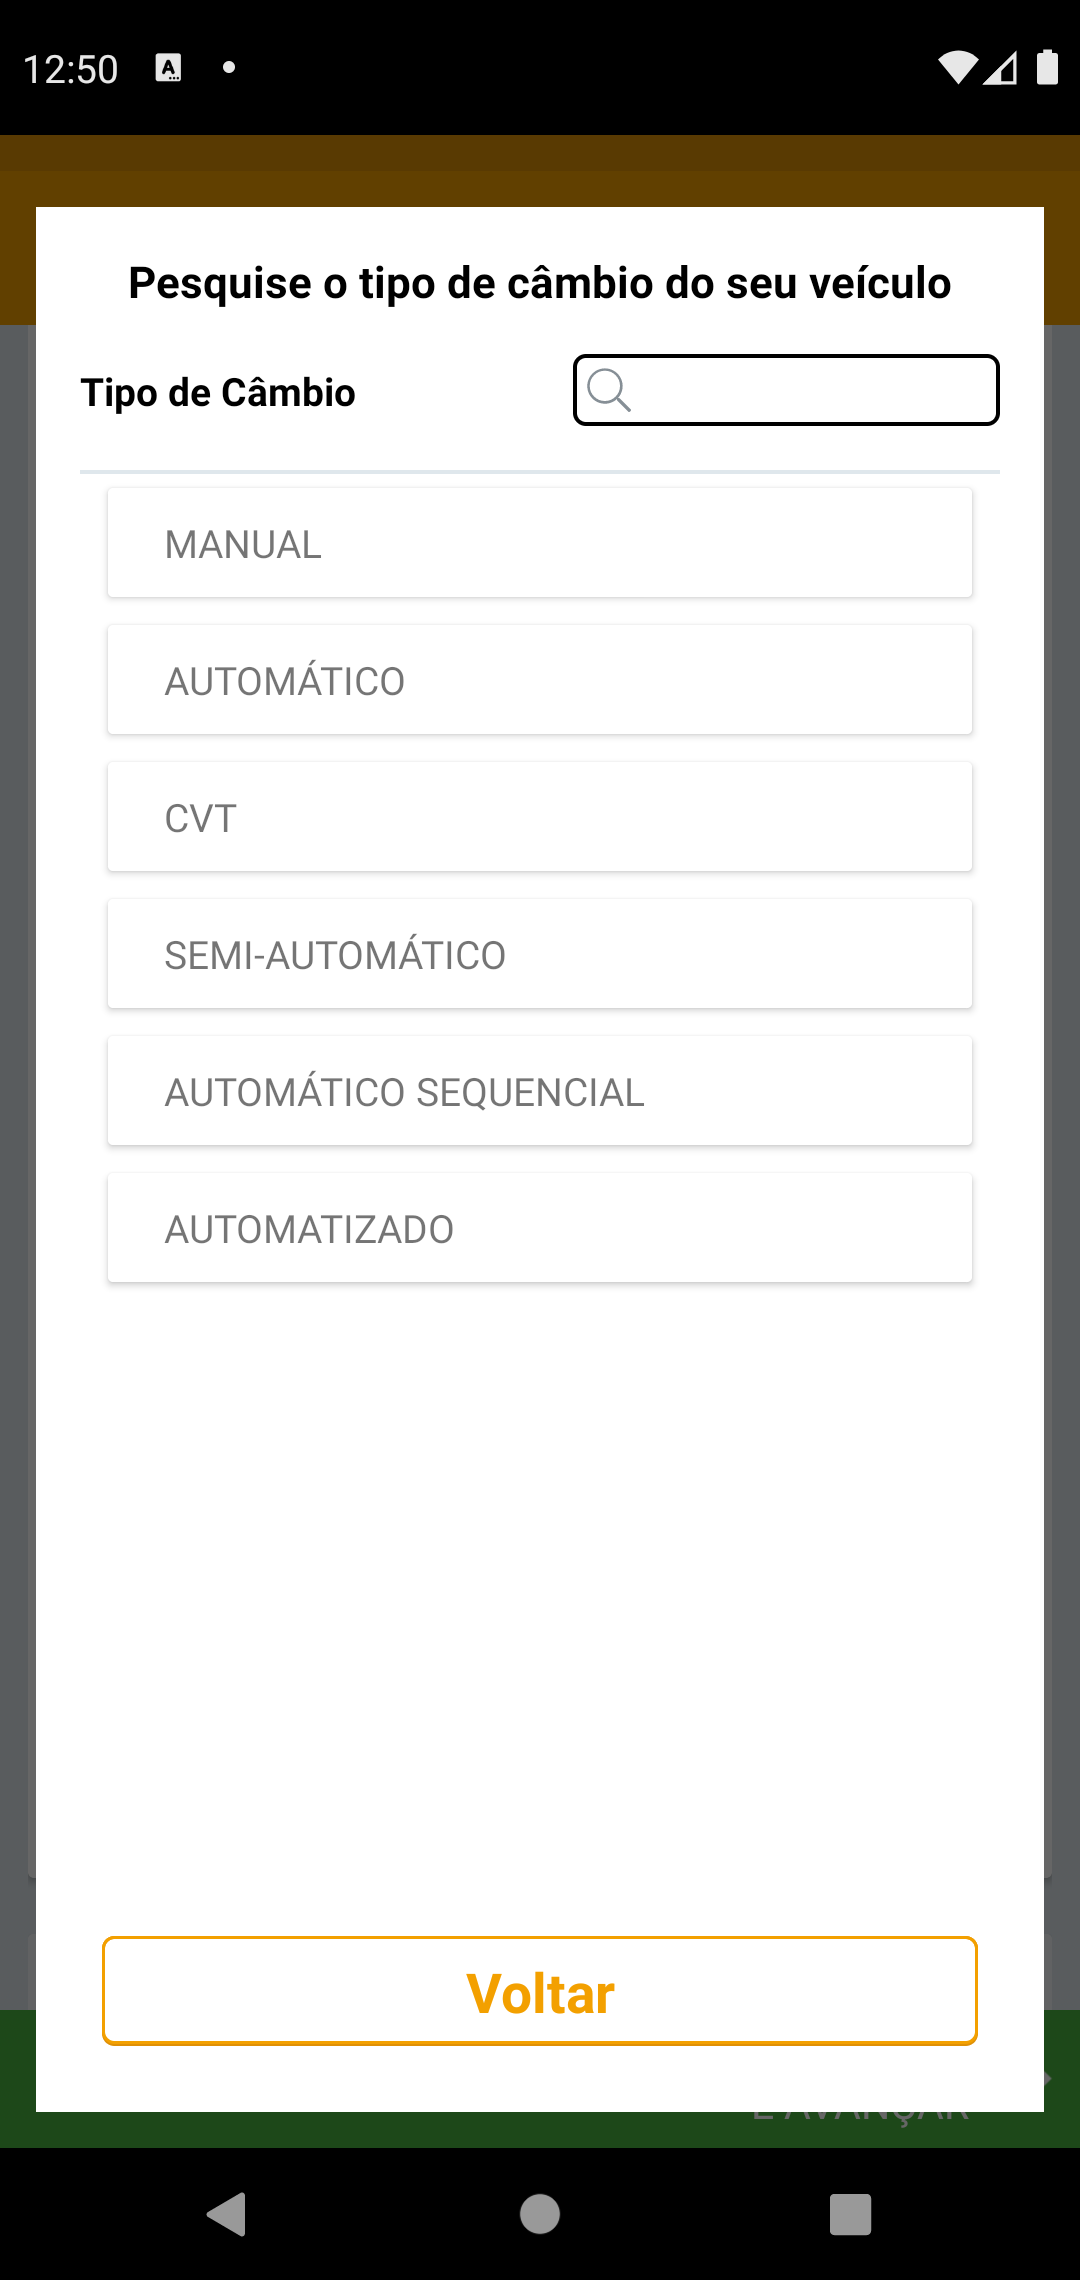 12:50
Pesquise o tipo de câmbio do seu veículo
Tipo de Câmbio
MANUAL
AUTOMÁTICO
CVT
SEMI-AUTOMÁTICO
AUTOMÁTICO SEQUENCIAL
AUTOMATIZADO
Voltar
E AVANÇAR